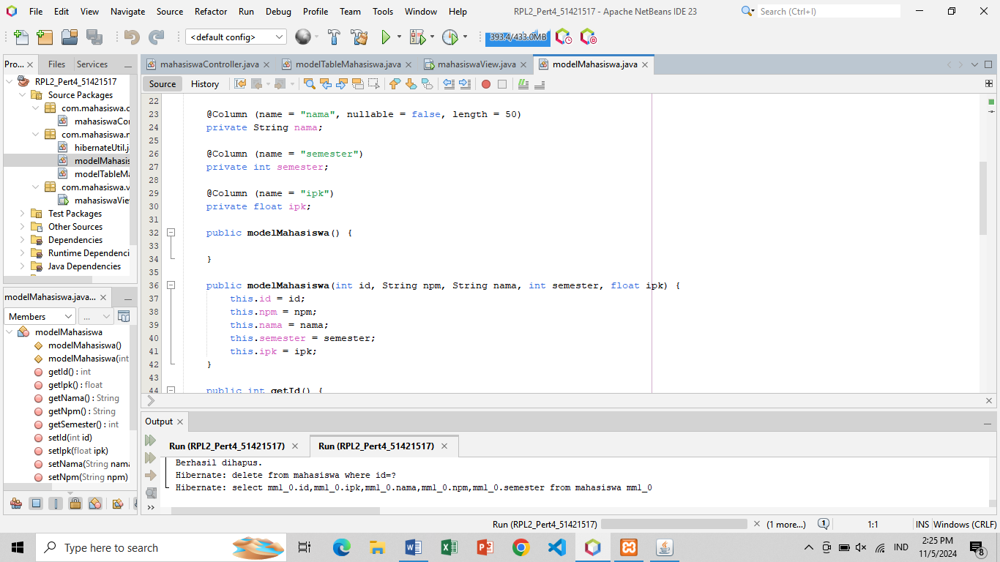 File Edit View Navigate Source Refactor Run Debug Profile Team Tools Window Help RPL2_Pert4_51421517 - Apache NetBeans IDE 23 Search (Ctrl+I)
<default config> 393.4/433.0MB
Pro... Files Services
mahasiswaController.java modelTableMahasiswa.java mahasiswaView.java modelMahasiswa.java
Source History
RPL2_Pert4_51421517
Source Packages
com.mahasiswa.c
mahasiswaCo
com.mahasiswa.r
hibernateUtil.j
modelMahasis
modelTableMa
com.mahasiswa.v
mahasiswaVie
Test Packages
Other Sources
Dependencies
Runtime Dependenci
Java Dependencies
22
23 @Column (name = "nama", nullable = false, length = 50)
24 private String nama;
25
26 @Column (name = "semester")
27 private int semester;
28
29 @Column (name = "ipk")
30 private float ipk;
31
32 public modelMahasiswa() {
33
34 }
35
36 public modelMahasiswa(int id, String npm, String nama, int semester, float ipk) {
37 this.id = id;
38 this.npm = npm;
39 this.nama = nama;
40 this.semester = semester;
41 this.ipk = ipk;
42 }
43
44 public int getId() {
modelMahasiswa.java...
Members ...
modelMahasiswa
modelMahasiswa()
modelMahasiswa(int
getId() : int
getIpk() : float
getNama() : String
getNpm() : String
getSemester() : int
setId(int id)
setIpk(float ipk)
setNama(String nama
setNpm(String npm)
Output
Run (RPL2_Pert4_51421517) Run (RPL2_Pert4_51421517)
Berhasil dihapus.
Hibernate: delete from mahasiswa where id=?
Hibernate: select mml_0.id,mml_0.ipk,mml_0.nama,mml_0.npm,mml_0.semester from mahasiswa mml_0
Run (RPL2_Pert4_51421517) (1 more...) 1 1:1 INS Windows (CRLF)
Type here to search
IND
2:25 PM
11/5/2024
8